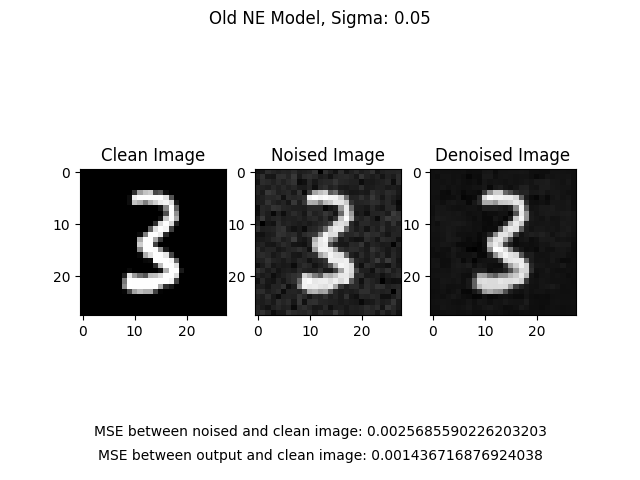 Old NE Model, Sigma: 0.05
Clean Image Noised Image Denoised Image
0 0 0
10 10 10
20 20 20
0 10 20 0 10 20 0 10 20
MSE between noised and clean image: 0.0025685590226203203
MSE between output and clean image: 0.001436716876924038